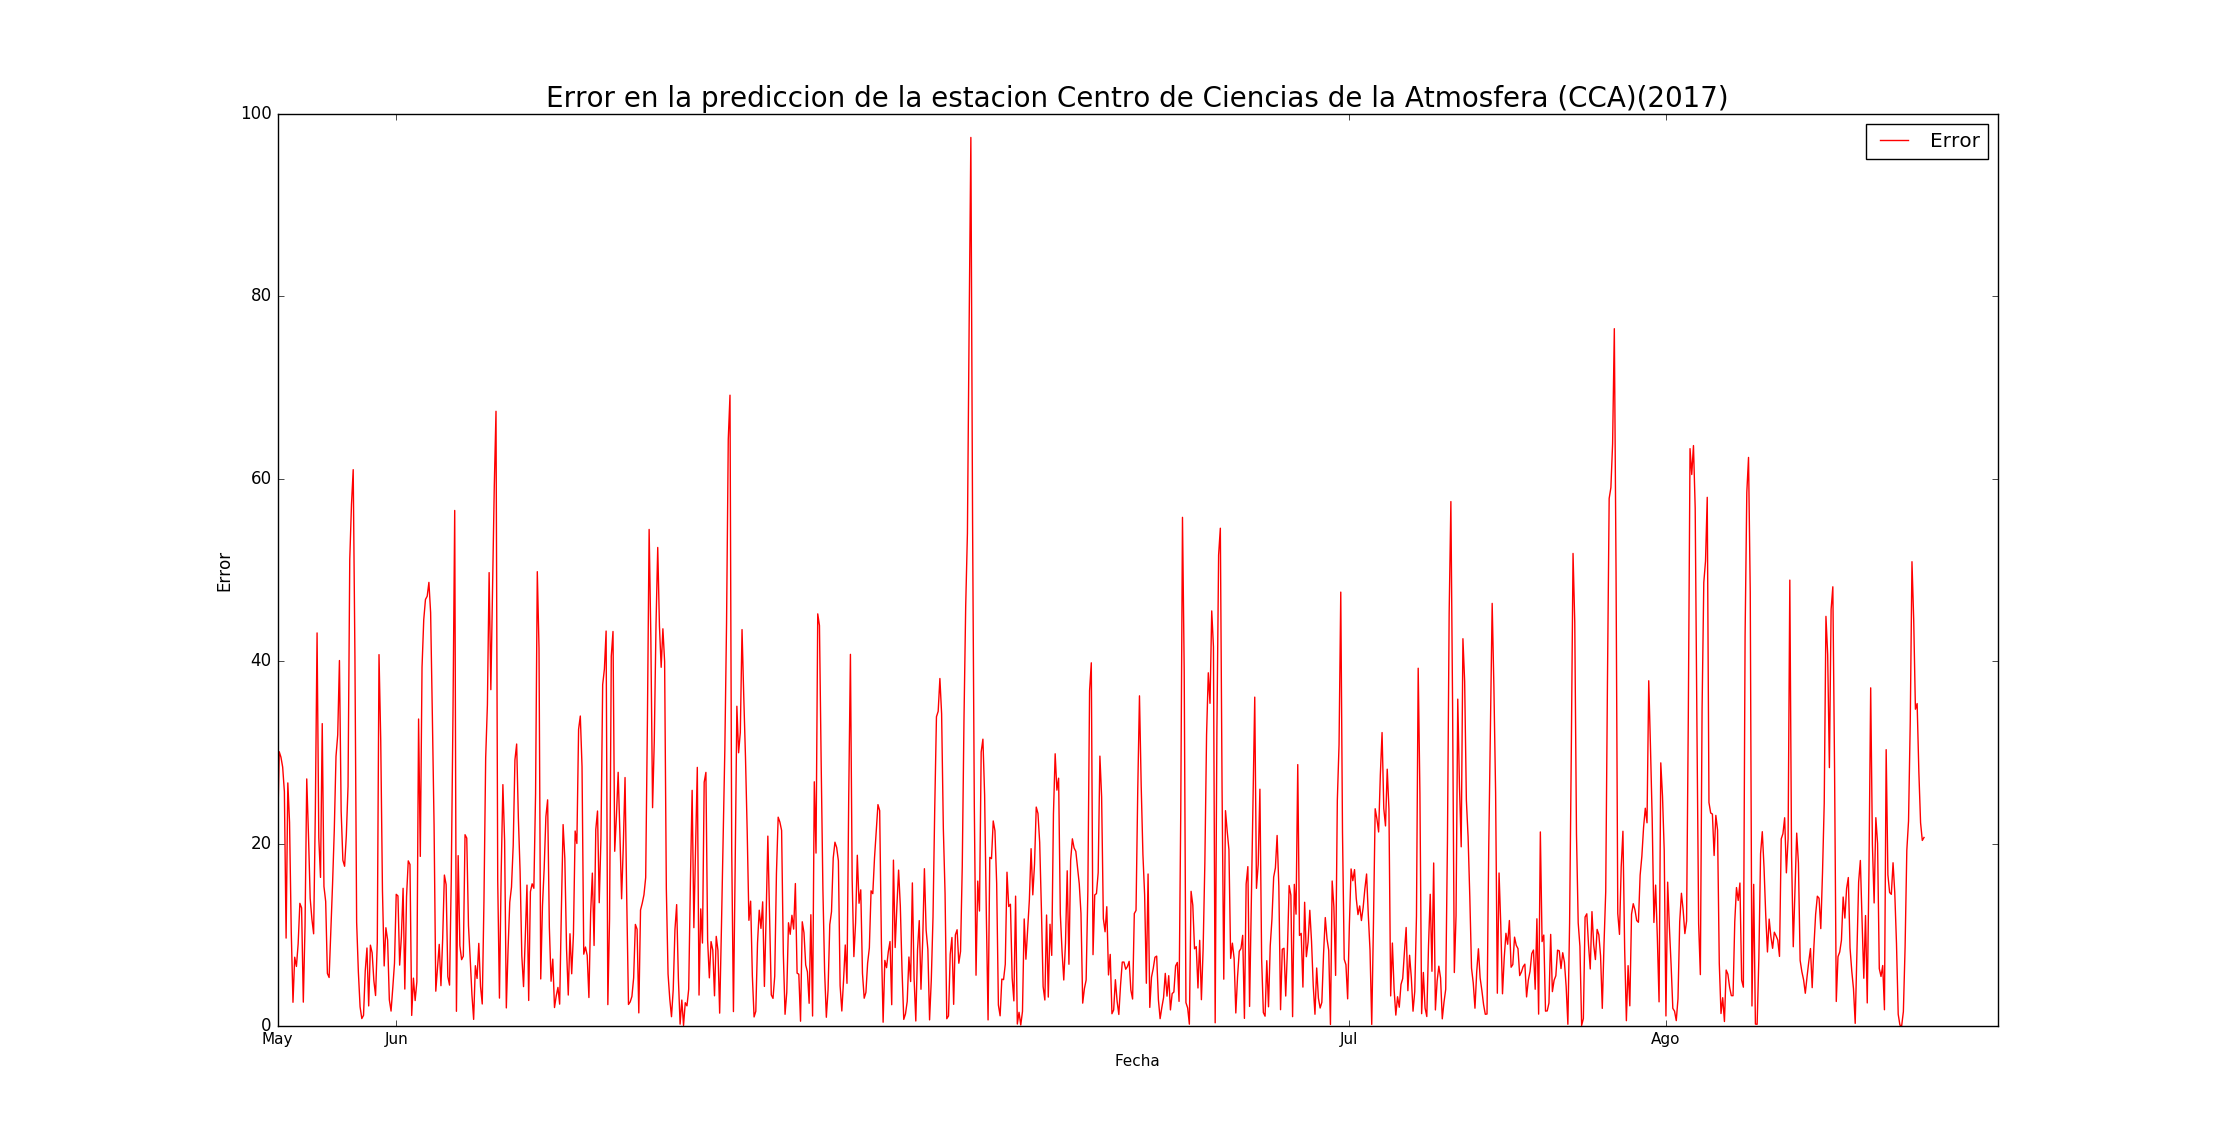 Error en la prediccion de la estacion Centro de Ciencias de la Atmosfera (CCA)(2017)
Error
100
80
60
40
20
0
Error
May Jun Jul Ago
Fecha